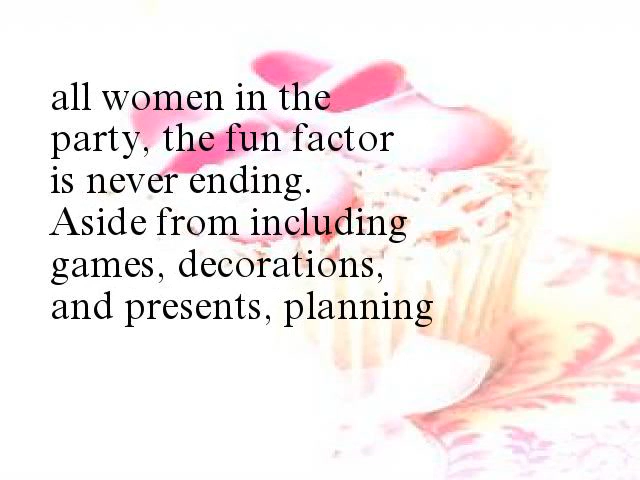 all women in the
party, the fun factor
is never ending.
Aside from including
games, decorations,
and presents, planning